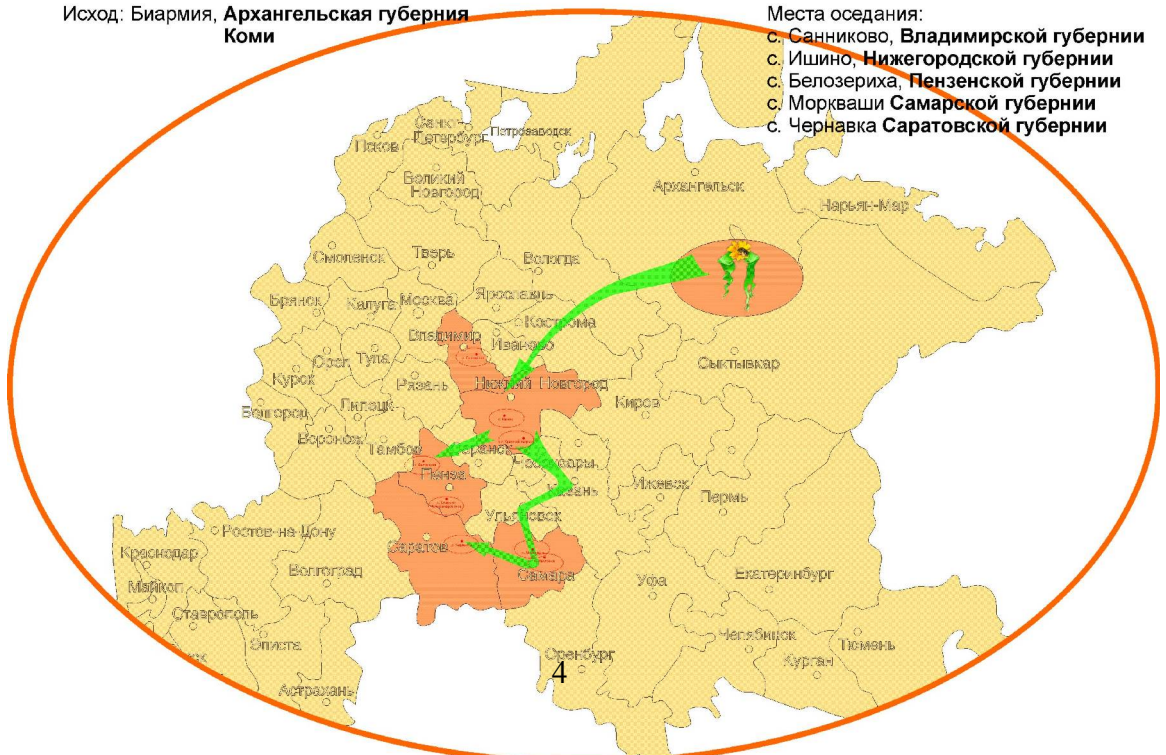 Исход: Биармия, Архангельская губерния
Коми
Места оседания:
с. Санниково, Владимирской губернии
с. Ишино, Нижегородской губернии
с. Белозериха, Пензенской губернии
с. Моркваши Самарской губернии
с. Чернавка Саратовской губернии
Санкт-
Петербург
Петрозаводск
Псков
Великий
Новгород
Архангельск
Нарьян-Мар
Смоленск
Тверь
Вологда
Брянск
Калуга
Москва
Ярославль
Кострома
Владимир
Иваново
Орел
Тула
Сыктывкар
Курск
Рязань
Нижний Новгород
Киров
Белгород
Липецк
Воронеж
Тамбов
Чебоксары
Пенза
Казань
Ижевск
Пермь
Ульяновск
Ростов-на-Дону
Саратов
Краснодар
Волгоград
Самара
Уфа
Екатеринбург
Майкоп
Ставрополь
Элиста
Челябинск
Тюмень
Оренбург
Курган
4
Астрахань